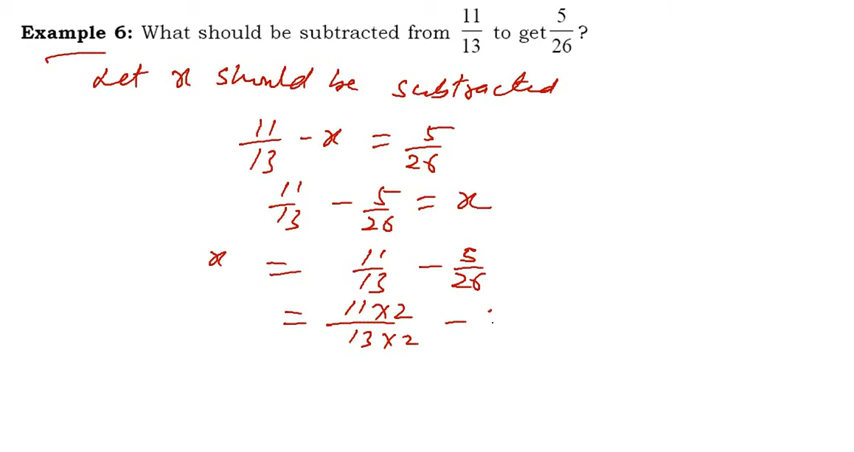 Example 6: What should be subtracted from 11/13 to get 5/26?
Let x should be subtracted
11/13 - x = 5/26
11/13 - 5/26 = x
x = 11/13 - 5/26
= 11×2/13×2 -